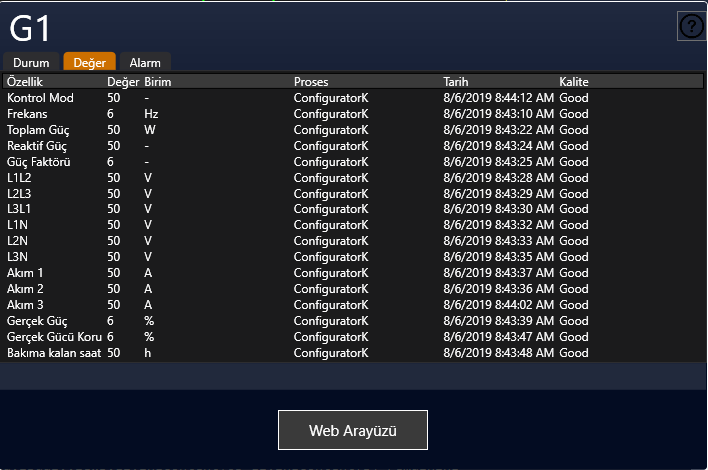 G1
?
Durum Değer Alarm
Özellik Değer Birim Proses Tarih Kalite
Kontrol Mod 50 - ConfiguratorK 8/6/2019 8:44:12 AM Good
Frekans 6 Hz ConfiguratorK 8/6/2019 8:43:10 AM Good
Toplam Güç 50 W ConfiguratorK 8/6/2019 8:43:22 AM Good
Reaktif Güç 50 - ConfiguratorK 8/6/2019 8:43:24 AM Good
Güç Faktörü 6 - ConfiguratorK 8/6/2019 8:43:25 AM Good
L1L2 50 V ConfiguratorK 8/6/2019 8:43:28 AM Good
L2L3 50 V ConfiguratorK 8/6/2019 8:43:29 AM Good
L3L1 50 V ConfiguratorK 8/6/2019 8:43:30 AM Good
L1N 50 V ConfiguratorK 8/6/2019 8:43:32 AM Good
L2N 50 V ConfiguratorK 8/6/2019 8:43:33 AM Good
L3N 50 V ConfiguratorK 8/6/2019 8:43:35 AM Good
Akım 1 50 A ConfiguratorK 8/6/2019 8:43:37 AM Good
Akım 2 50 A ConfiguratorK 8/6/2019 8:43:36 AM Good
Akım 3 50 A ConfiguratorK 8/6/2019 8:44:02 AM Good
Gerçek Güç 6 % ConfiguratorK 8/6/2019 8:43:39 AM Good
Gerçek Gücü Koru 6 % ConfiguratorK 8/6/2019 8:43:47 AM Good
Bakıma kalan saat 50 h ConfiguratorK 8/6/2019 8:43:48 AM Good
Web Arayüzü